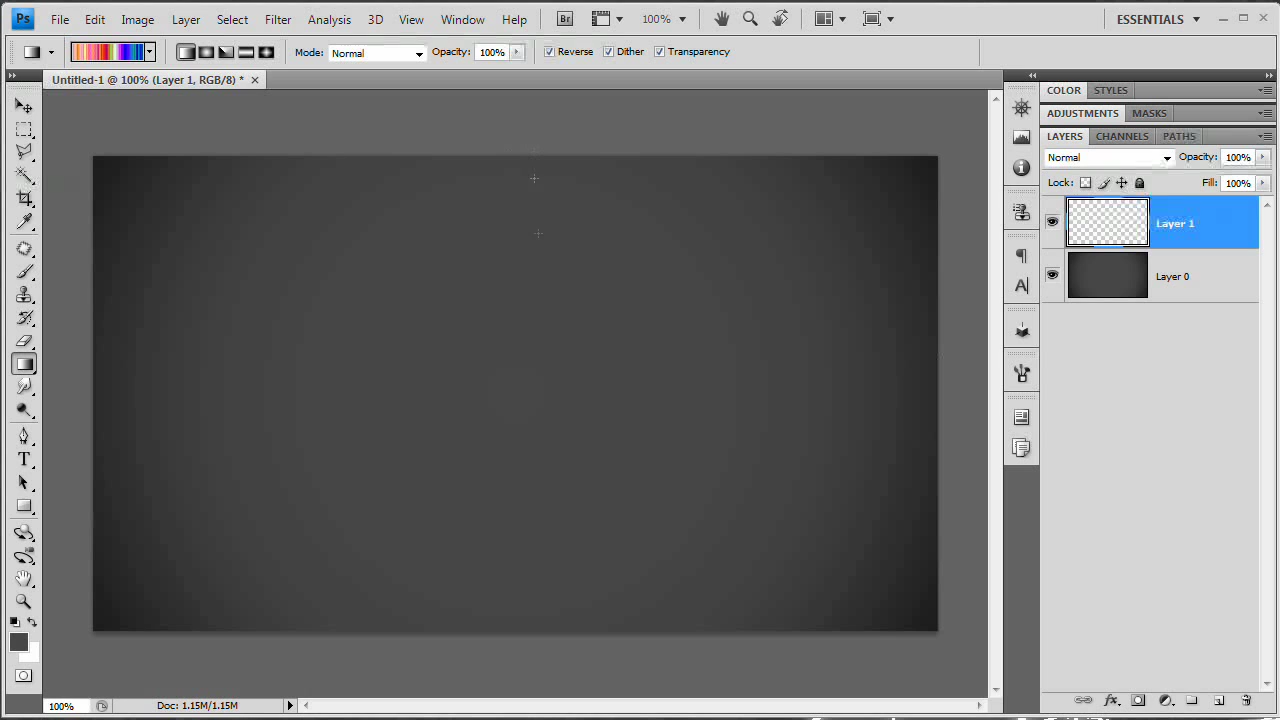 Ps File Edit Image Layer Select Filter Analysis 3D View Window Help Br 100% ESSENTIALS
Mode: Normal Opacity: 100% Reverse Dither Transparency
Untitled-1 @ 100% (Layer 1, RGB/8) *
COLOR STYLES
ADJUSTMENTS MASKS
LAYERS CHANNELS PATHS
Normal Opacity: 100%
Lock: Fill: 100%
Layer 1
Layer 0
100% Doc: 1.15M/1.15M